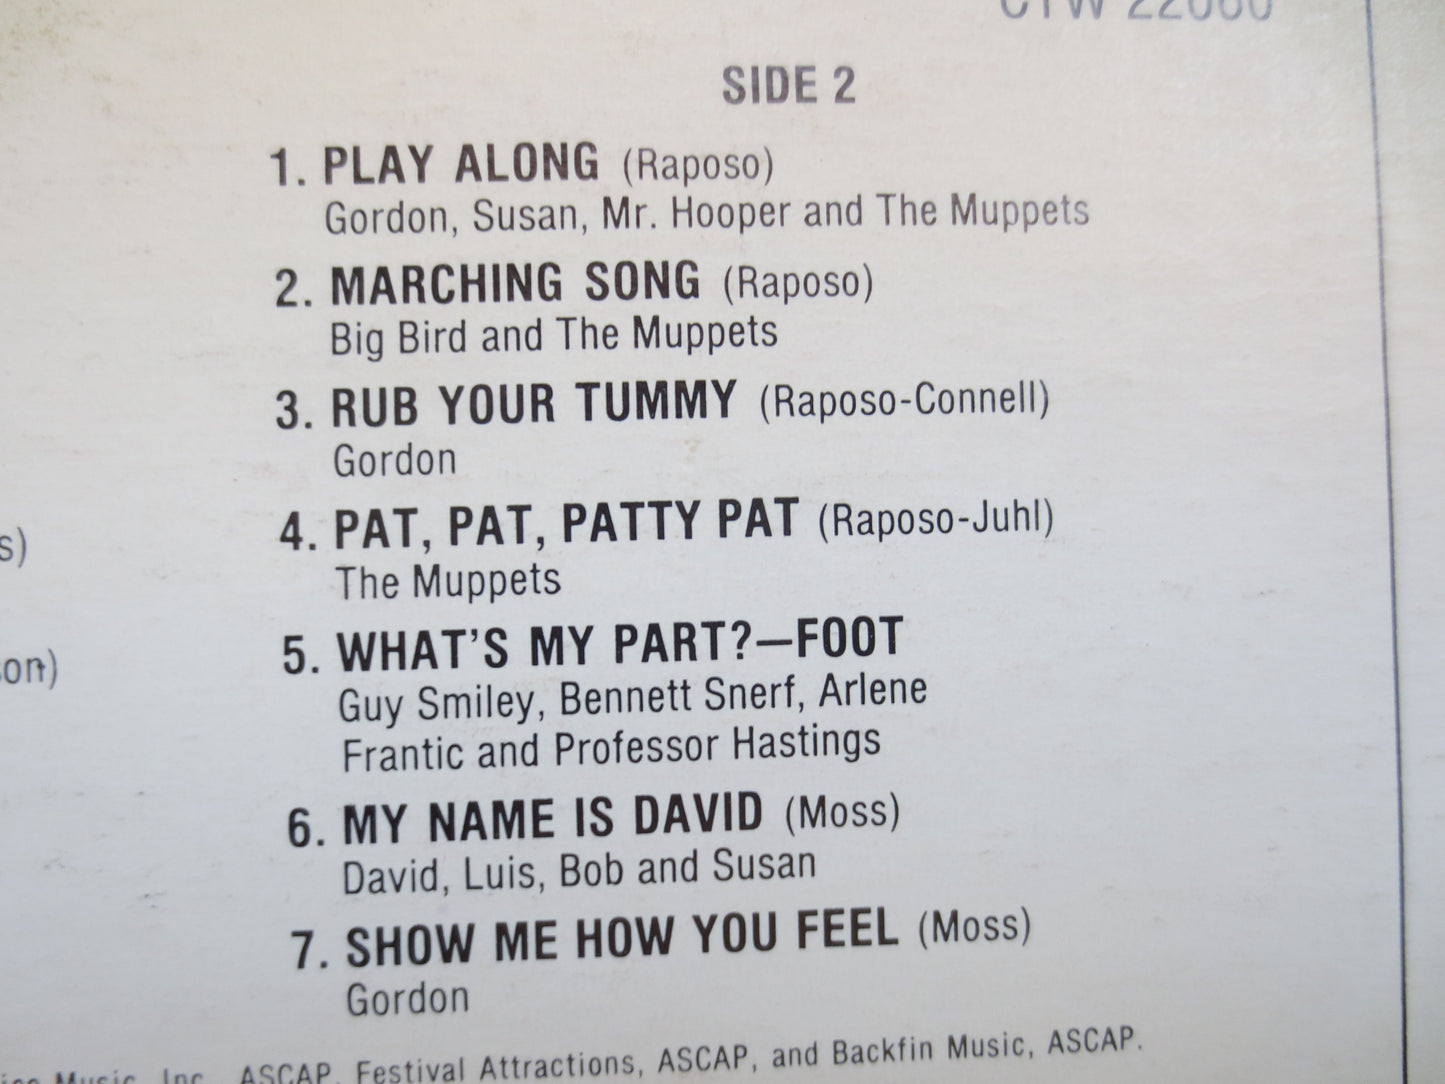 SIDE 2
1. PLAY ALONG (Raposo)
Gordon, Susan, Mr. Hooper and The Muppets
2. MARCHING SONG (Raposo)
Big Bird and The Muppets
3. RUB YOUR TUMMY (Raposo-Connell)
Gordon
4. PAT, PAT, PATTY PAT (Raposo-Juhl)
The Muppets
5. WHAT'S MY PART?—FOOT
Guy Smiley, Bennett Snerf, Arlene
Frantic and Professor Hastings
6. MY NAME IS DAVID (Moss)
David, Luis, Bob and Susan
7. SHOW ME HOW YOU FEEL (Moss)
Gordon
Music, Inc., ASCAP, Festival Attractions, ASCAP, and Backfin Music, ASCAP.